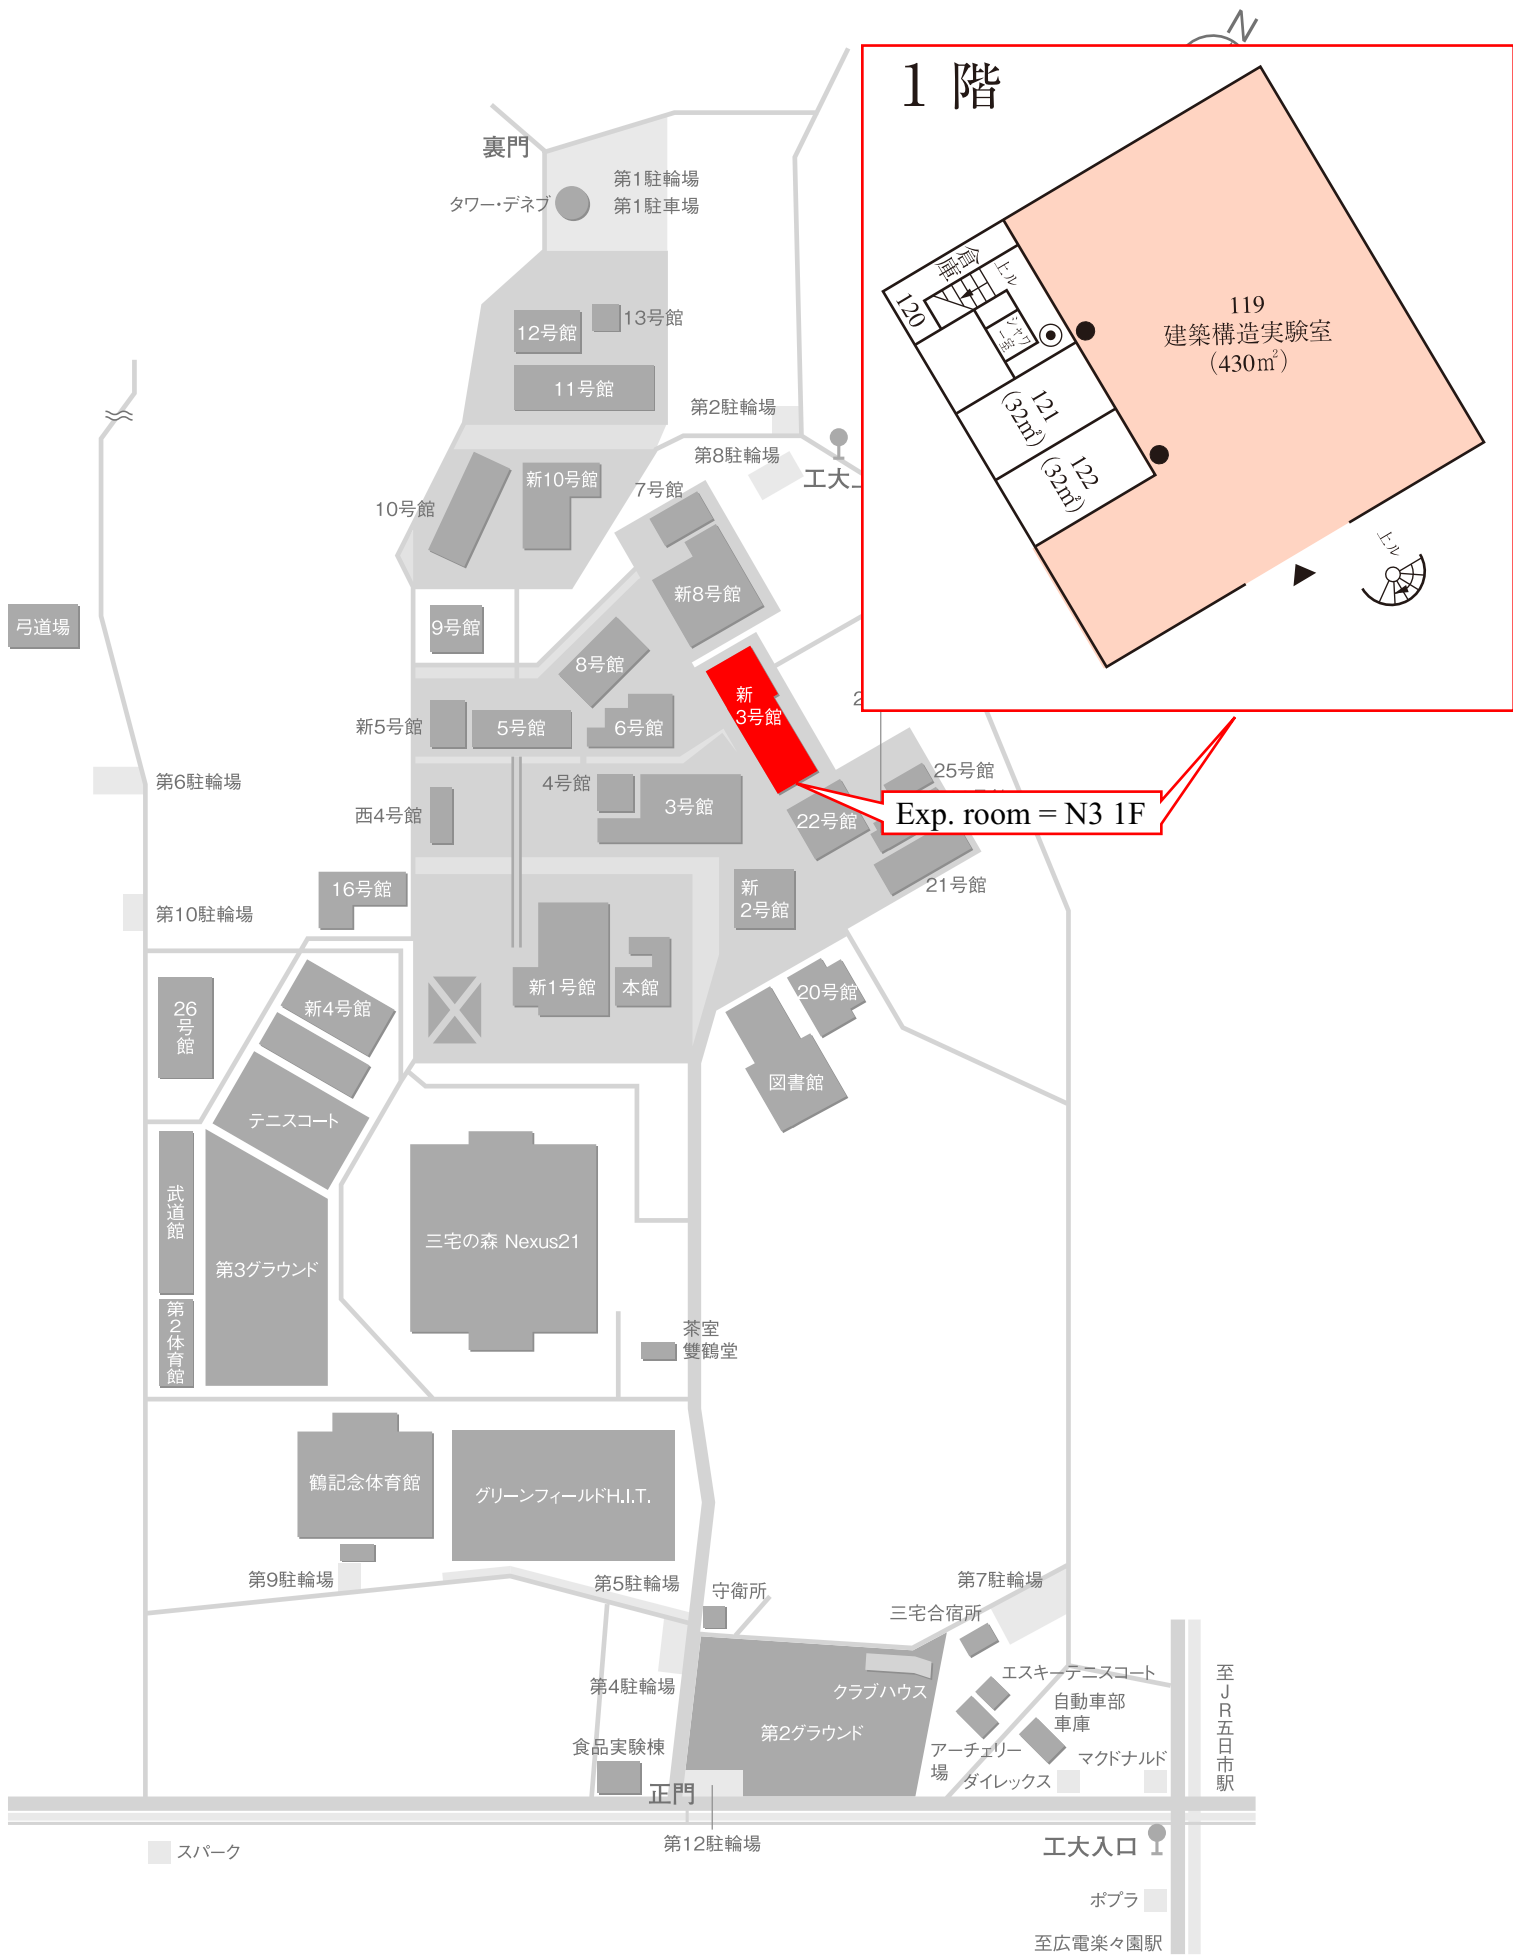 N
1 階
119
建築構造実験室
(430㎡)
倉庫
上ル
120
シャワー室
121
(32㎡)
122
(32㎡)
上ル
裏門
タワー・デネブ
第1駐輪場
第1駐車場
12号館
13号館
11号館
第2駐輪場
第8駐輪場
工大上
10号館
新10号館
7号館
新8号館
弓道場
9号館
8号館
新
3号館
2
新5号館
5号館
6号館
第6駐輪場
4号館
3号館
西4号館
25号館
Exp. room = N3 1F
22号館
21号館
16号館
新
2号館
第10駐輪場
新1号館
本館
20号館
26号館
新4号館
図書館
テニスコート
武道館
三宅の森 Nexus21
第3グラウンド
第2体育館
茶室
雙鶴堂
鶴記念体育館
グリーンフィールドH.I.T.
第9駐輪場
第5駐輪場
守衛所
第7駐輪場
三宅合宿所
第4駐輪場
クラブハウス
エスキーテニスコート
自動車部
車庫
第2グラウンド
アーチェリー
場
食品実験棟
マクドナルド
ダイレックス
正門
至JR五日市駅
第12駐輪場
スパーク
工大入口
ポプラ
至広電楽々園駅